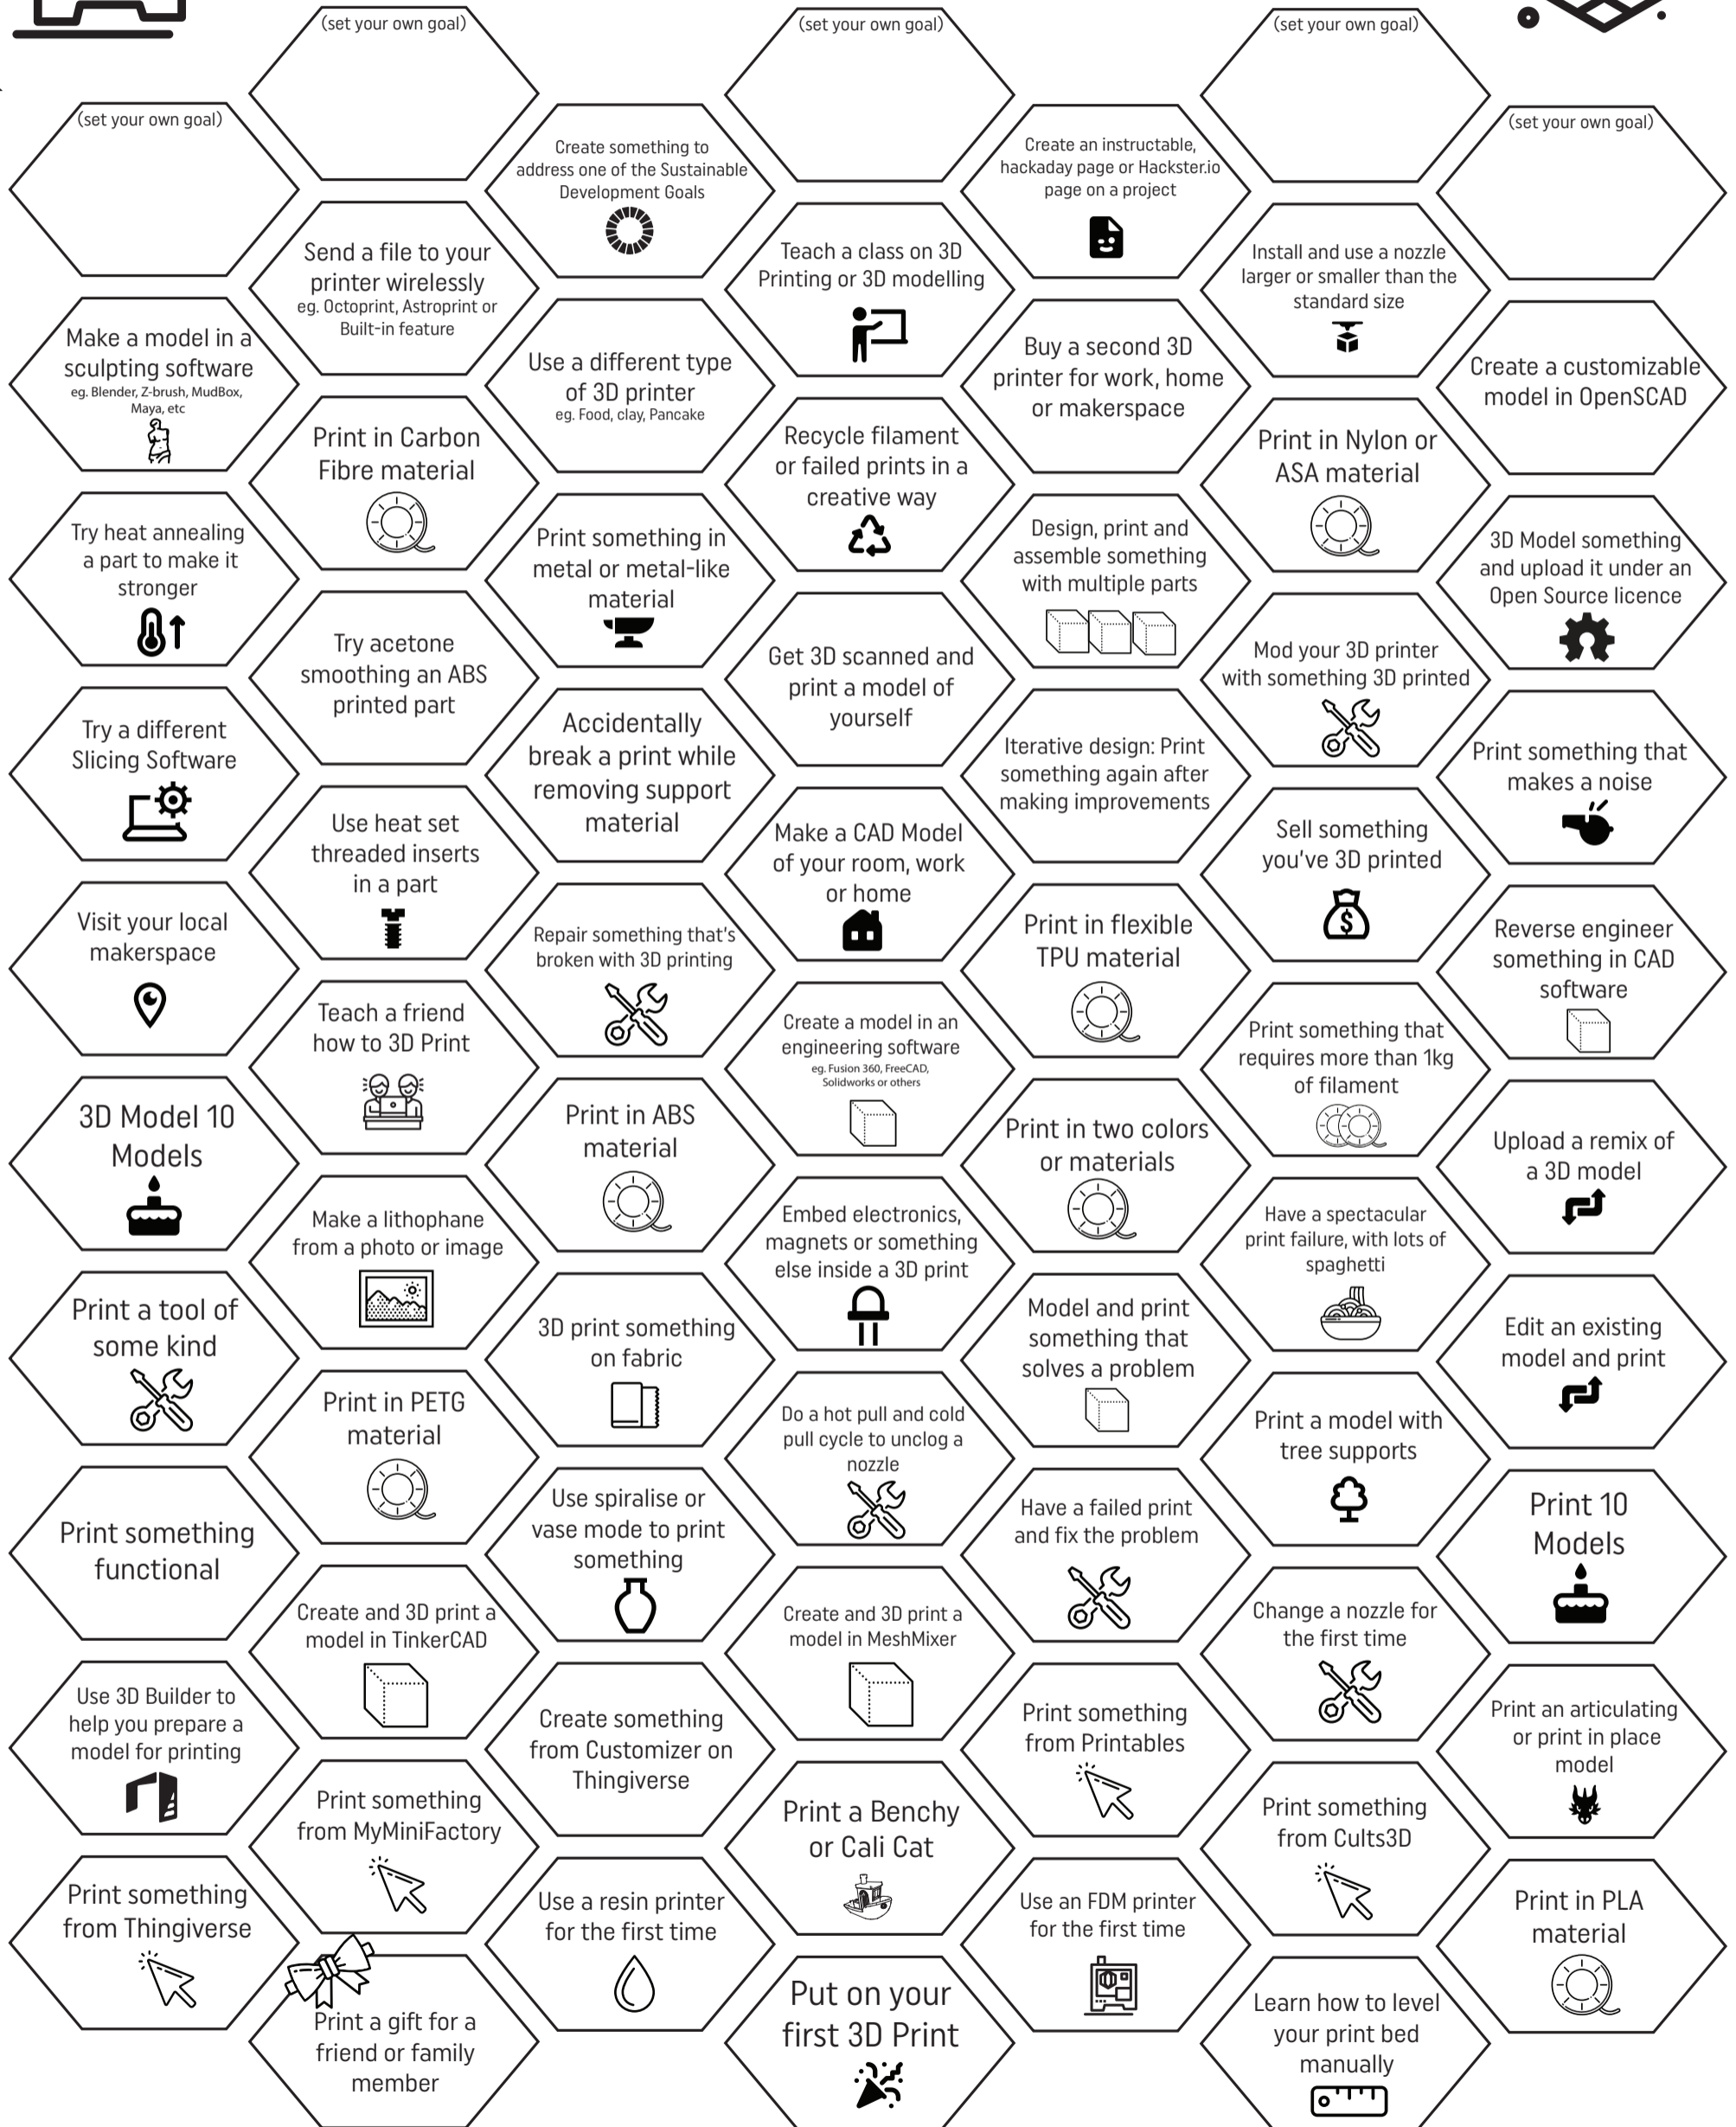 (set your own goal)
(set your own goal)
(set your own goal)
(set your own goal)
(set your own goal)
Create something to
address one of the Sustainable
Development Goals
Create an instructable,
hackaday page or Hackster.io
page on a project
Send a file to your
printer wirelessly
eg. Octoprint, Astroprint or
Built-in feature
Teach a class on 3D
Printing or 3D modelling
Install and use a nozzle
larger or smaller than the
standard size
Make a model in a
sculpting software
eg. Blender, Z-brush, MudBox,
Maya, etc
Use a different type
of 3D printer
eg. Food, clay, Pancake
Buy a second 3D
printer for work, home
or makerspace
Create a customizable
model in OpenSCAD
Print in Carbon
Fibre material
Recycle filament
or failed prints in a
creative way
Print in Nylon or
ASA material
Try heat annealing
a part to make it
stronger
Print something in
metal or metal-like
material
Design, print and
assemble something
with multiple parts
3D Model something
and upload it under an
Open Source licence
Try acetone
smoothing an ABS
printed part
Get 3D scanned and
print a model of
yourself
Mod your 3D printer
with something 3D printed
Try a different
Slicing Software
Accidentally
break a print while
removing support
material
Iterative design: Print
something again after
making improvements
Print something that
makes a noise
Use heat set
threaded inserts
in a part
Make a CAD Model
of your room, work
or home
Sell something
you've 3D printed
Visit your local
makerspace
Repair something that's
broken with 3D printing
Print in flexible
TPU material
Reverse engineer
something in CAD
software
Teach a friend
how to 3D Print
Create a model in an
engineering software
eg. Fusion 360, FreeCAD,
Solidworks or others
Print something that
requires more than 1kg
of filament
3D Model 10
Models
Print in ABS
material
Print in two colors
or materials
Upload a remix of
a 3D model
Make a lithophane
from a photo or image
Embed electronics,
magnets or something
else inside a 3D print
Have a spectacular
print failure, with lots of
spaghetti
Print a tool of
some kind
3D print something
on fabric
Model and print
something that
solves a problem
Edit an existing
model and print
Print in PETG
material
Do a hot pull and cold
pull cycle to unclog a
nozzle
Print a model with
tree supports
Print something
functional
Use spiralise or
vase mode to print
something
Have a failed print
and fix the problem
Print 10
Models
Create and 3D print a
model in TinkerCAD
Create and 3D print a
model in MeshMixer
Change a nozzle for
the first time
Use 3D Builder to
help you prepare a
model for printing
Create something
from Customizer on
Thingiverse
Print something
from Printables
Print an articulating
or print in place
model
Print something
from MyMiniFactory
Print a Benchy
or Cali Cat
Print something
from Cults3D
Print something
from Thingiverse
Use a resin printer
for the first time
Use an FDM printer
for the first time
Print in PLA
material
Print a gift for a
friend or family
member
Put on your
first 3D Print
Learn how to level
your print bed
manually